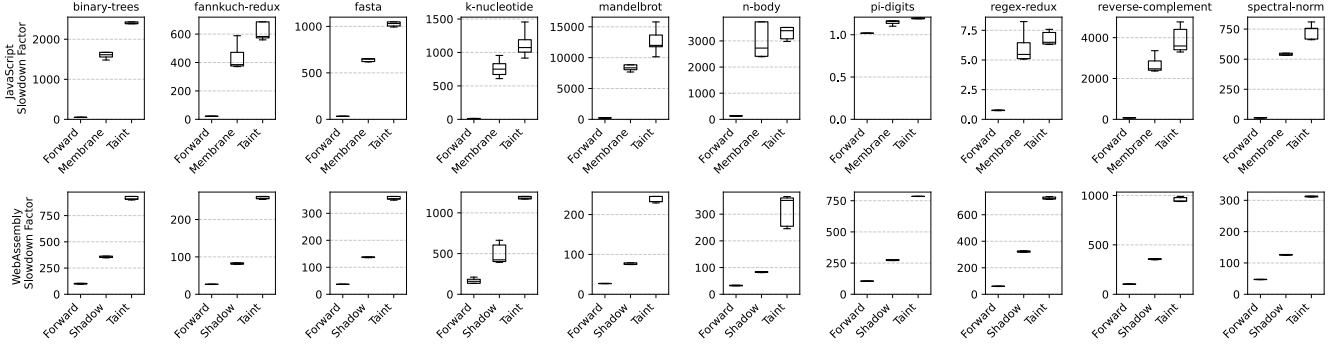 binary-trees fannkuch-redux fasta k-nucleotide mandelbrot n-body pi-digits regex-redux reverse-complement spectral-norm
JavaScript
Slowdown Factor
2000
1000
0
Forward Membrane Taint
600
400
200
0
Forward Membrane Taint
1000
500
0
Forward Membrane Taint
1500
1000
500
0
Forward Membrane Taint
15000
10000
5000
0
Forward Membrane Taint
3000
2000
1000
0
Forward Membrane Taint
1.0
0.5
0.0
Forward Membrane Taint
7.5
5.0
2.5
0.0
Forward Membrane Taint
4000
2000
0
Forward Membrane Taint
750
500
250
0
Forward Membrane Taint
WebAssembly
Slowdown Factor
750
500
250
0
Forward Shadow Taint
200
100
0
Forward Shadow Taint
300
200
100
0
Forward Shadow Taint
1000
500
0
Forward Shadow Taint
200
100
0
Forward Shadow Taint
300
200
100
0
Forward Shadow Taint
750
500
250
0
Forward Shadow Taint
600
400
200
0
Forward Shadow Taint
1000
500
0
Forward Shadow Taint
300
200
100
0
Forward Shadow Taint